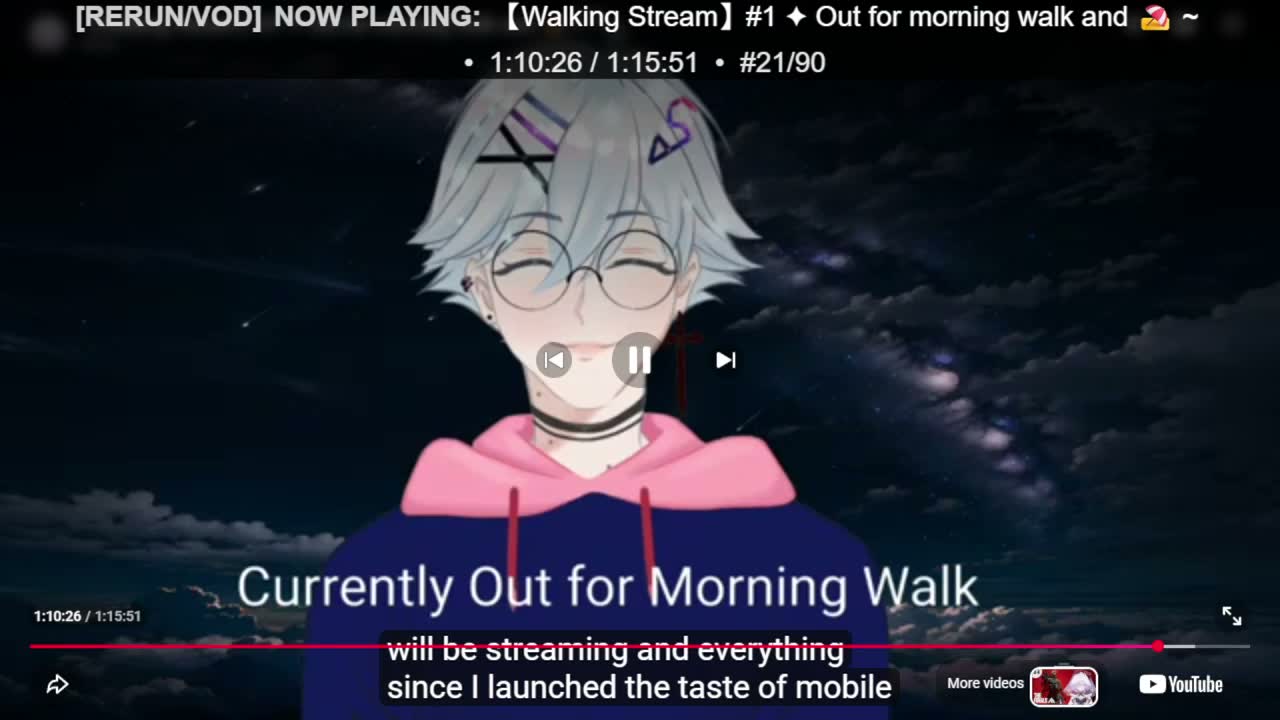 [RERUN/VOD] NOW PLAYING: 【Walking Stream】#1 ✦ Out for morning walk and 🏖️ ~
• 1:10:26 / 1:15:51 • #21/90
Currently Out for Morning Walk
1:10:26 / 1:15:51
will be streaming and everything
since I launched the taste of mobile
More videos
YouTube